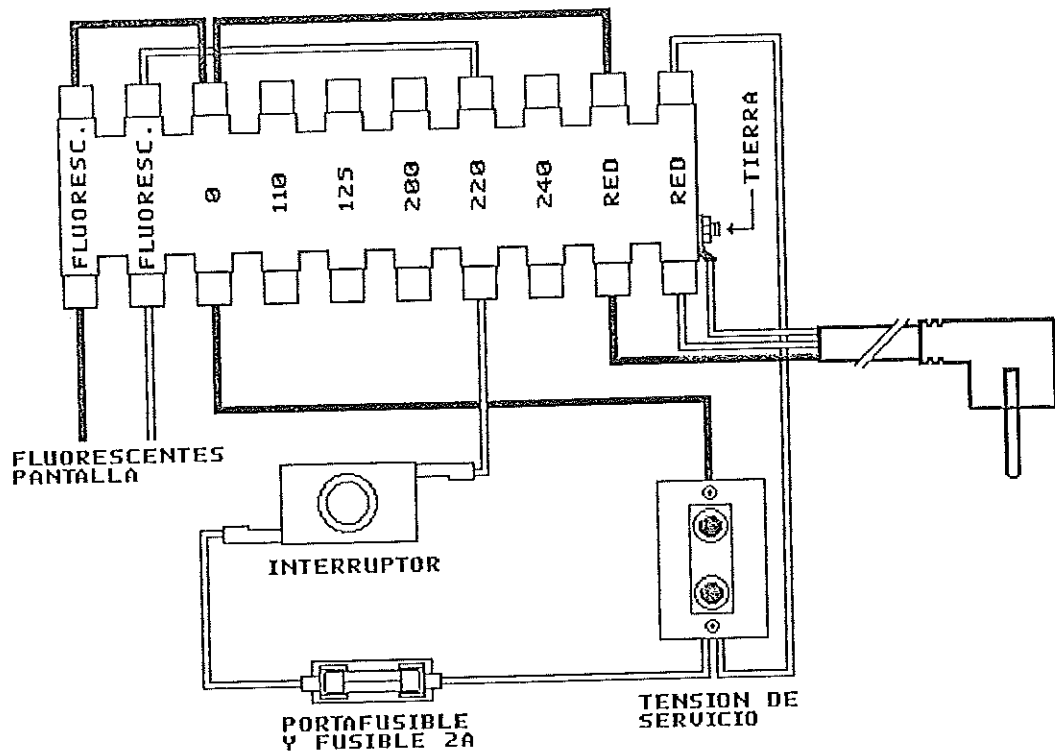 FLUORESC.
FLUORESC.
0
110
125
200
220
240
RED
RED
TIERRA
FLUORESCENTES
PANTALLA
INTERRUPTOR
PORTAFUSIBLE
Y FUSIBLE 2A
TENSION DE
SERVICIO